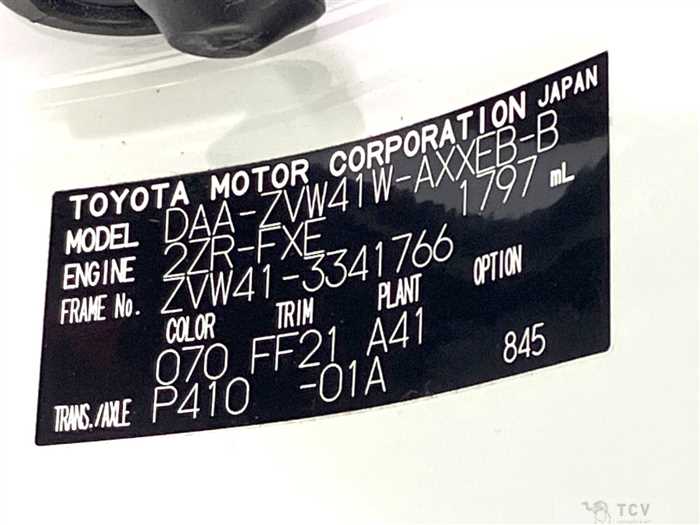 TOYOTA MOTOR CORPORATION JAPAN
MODEL DAA-ZVW41W-AXXEB-B
ENGINE 2ZR-FXE 1797 mL
FRAME No. ZVW41-3341766
COLOR TRIM PLANT OPTION
070 FF21 A41
TRANS./AXLE P410 -01A 845
TCV